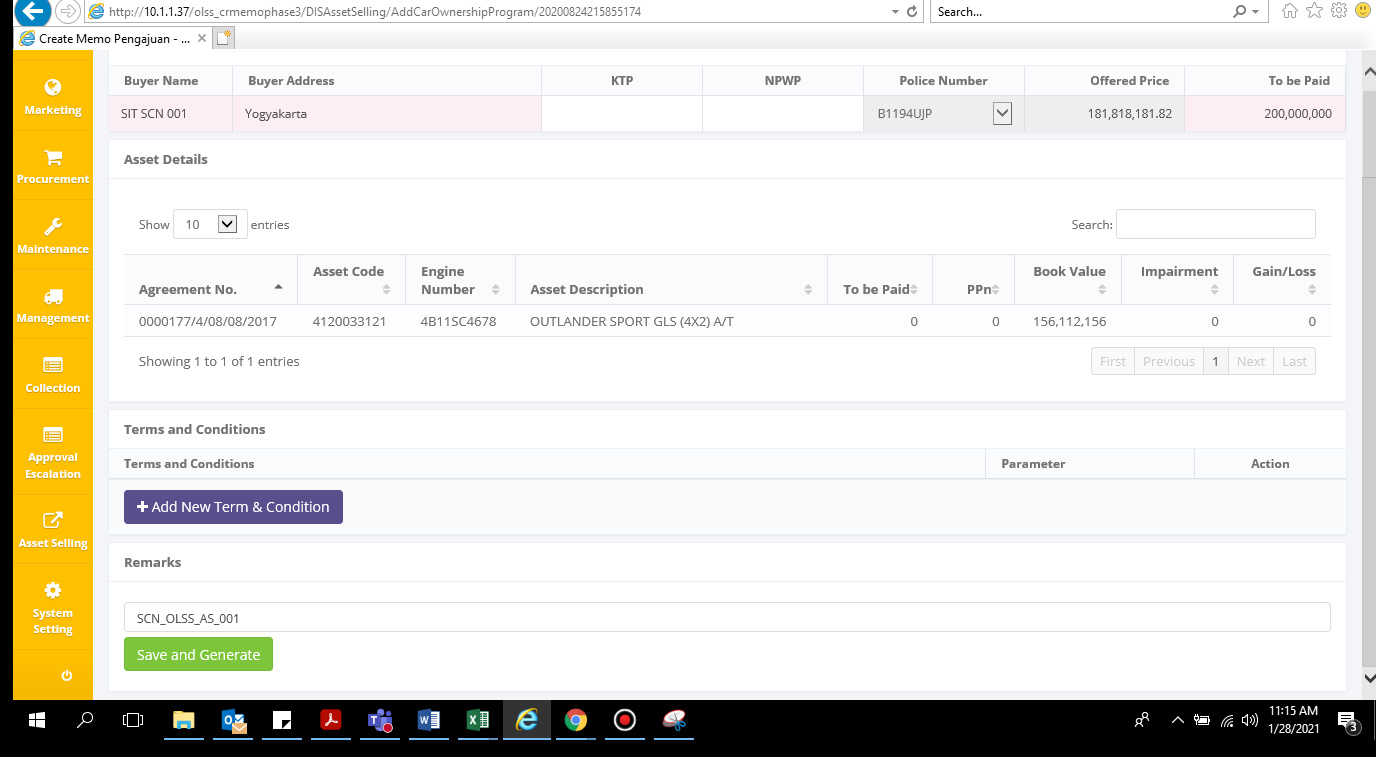 http://10.1.1.37/olss_crmemophase3/DISAssetSelling/AddCarOwnershipProgram/20200824215855174
Search...
Create Memo Pengajuan - ...
Marketing
Procurement
Maintenance
Management
Collection
Approval
Escalation
Asset Selling
System
Setting
Buyer Name Buyer Address KTP NPWP Police Number Offered Price To be Paid
SIT SCN 001 Yogyakarta B1194UJP 181,818,181.82 200,000,000
Asset Details
Show 10 entries Search:
Agreement No. Asset Code Engine Number Asset Description To be Paid PPn Book Value Impairment Gain/Loss
0000177/4/08/08/2017 4120033121 4B11SC4678 OUTLANDER SPORT GLS (4X2) A/T 0 0 156,112,156 0 0
Showing 1 to 1 of 1 entries First Previous 1 Next Last
Terms and Conditions
Terms and Conditions Parameter Action
Add New Term & Condition
Remarks
SCN_OLSS_AS_001
Save and Generate
11:15 AM
1/28/2021
3